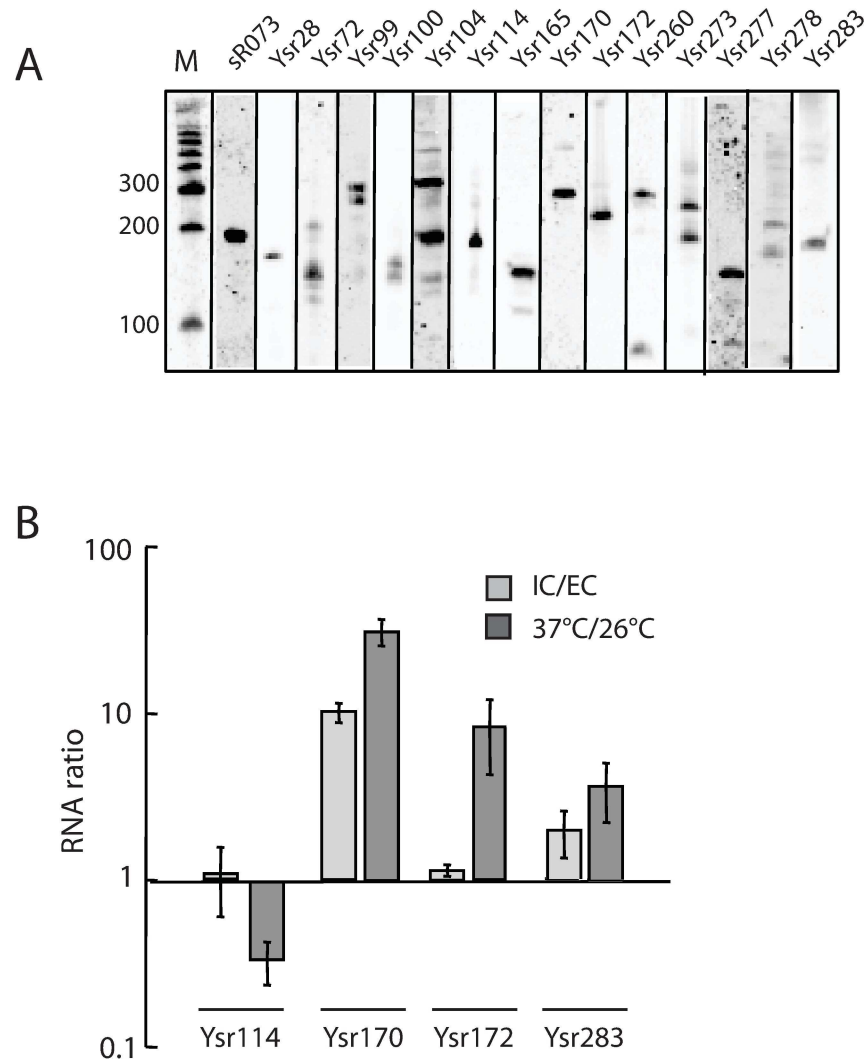 A
M sR073 Ysr28 Ysr72 Ysr99 Ysr100 Ysr104 Ysr114 Ysr165 Ysr170 Ysr172 Ysr260 Ysr273 Ysr277 Ysr278 Ysr283
300
200
100
B
100
IC/EC
37°C/26°C
10
RNA ratio
1
Ysr114 Ysr170 Ysr172 Ysr283
0.1